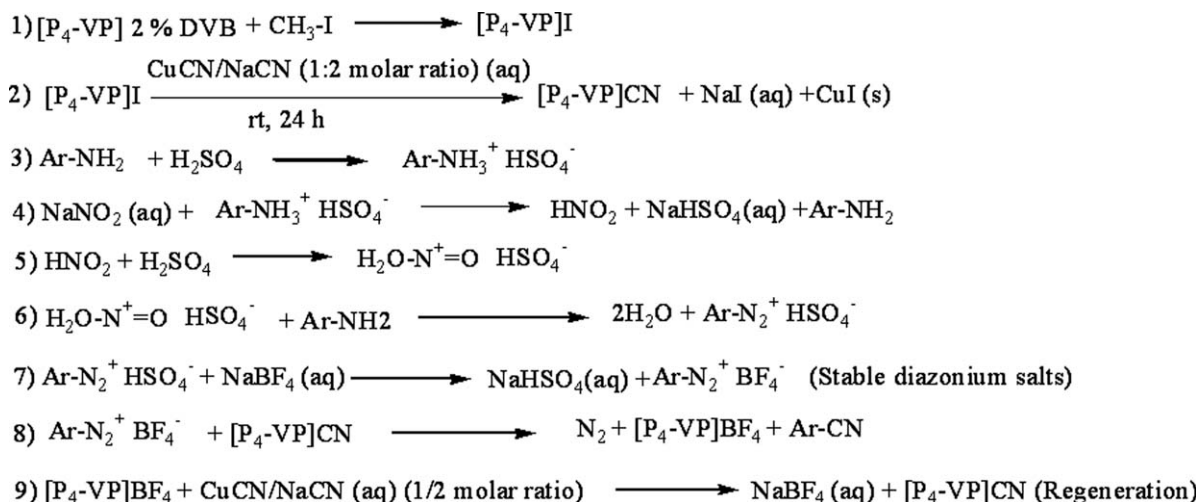 1) [P₄-VP] 2 % DVB + CH₃-I ⟶ [P₄-VP]I
CuCN/NaCN (1:2 molar ratio) (aq)
2) [P₄-VP]I ⟶ [P₄-VP]CN + NaI (aq) +CuI (s)
rt, 24 h
3) Ar-NH₂ + H₂SO₄ ⟶ Ar-NH₃⁺ HSO₄⁻
4) NaNO₂ (aq) + Ar-NH₃⁺ HSO₄⁻ ⟶ HNO₂ + NaHSO₄(aq) +Ar-NH₂
5) HNO₂ + H₂SO₄ ⟶ H₂O-N⁺=O HSO₄⁻
6) H₂O-N⁺=O HSO₄⁻ + Ar-NH2 ⟶ 2H₂O + Ar-N₂⁺ HSO₄⁻
7) Ar-N₂⁺ HSO₄⁻ + NaBF₄ (aq) ⟶ NaHSO₄(aq) + Ar-N₂⁺ BF₄⁻ (Stable diazonium salts)
8) Ar-N₂⁺ BF₄⁻ + [P₄-VP]CN ⟶ N₂ + [P₄-VP]BF₄ + Ar-CN
9) [P₄-VP]BF₄ + CuCN/NaCN (aq) (1/2 molar ratio) ⟶ NaBF₄ (aq) + [P₄-VP]CN (Regeneration)